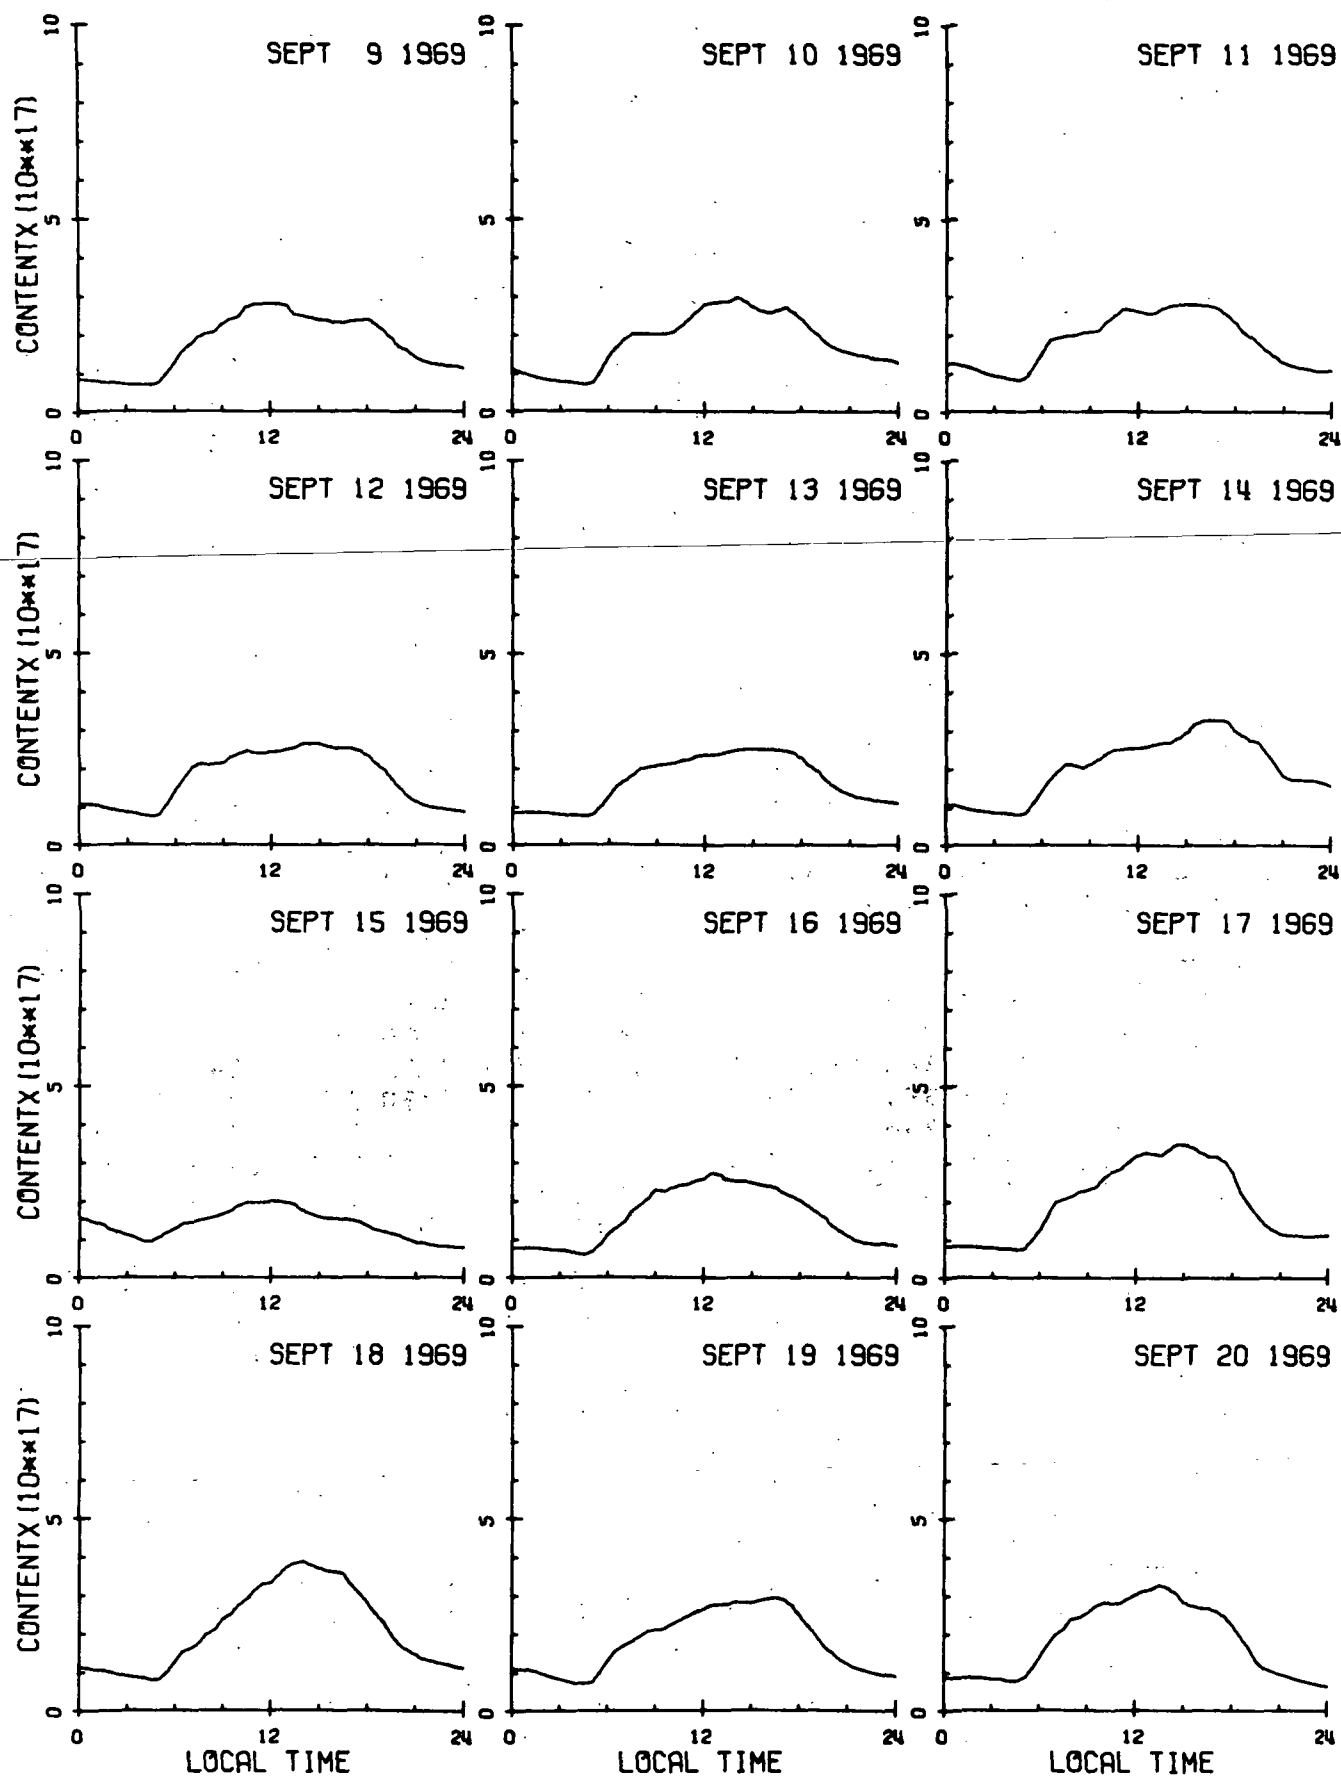 SEPT 9 1969
SEPT 10 1969
SEPT 11 1969
CONTENTX (10**17)
10
5
0
0 12 24
10
5
0
0 12 24
10
5
0
0 12 24
SEPT 12 1969
SEPT 13 1969
SEPT 14 1969
CONTENTX (10**17)
10
5
0
0 12 24
10
5
0
0 12 24
10
5
0
0 12 24
SEPT 15 1969
SEPT 16 1969
SEPT 17 1969
CONTENTX (10**17)
10
5
0
0 12 24
10
5
0
0 12 24
10
5
0
0 12 24
SEPT 18 1969
SEPT 19 1969
SEPT 20 1969
CONTENTX (10**17)
10
5
0
0 12 24
10
5
0
0 12 24
10
5
0
0 12 24
LOCAL TIME
LOCAL TIME
LOCAL TIME